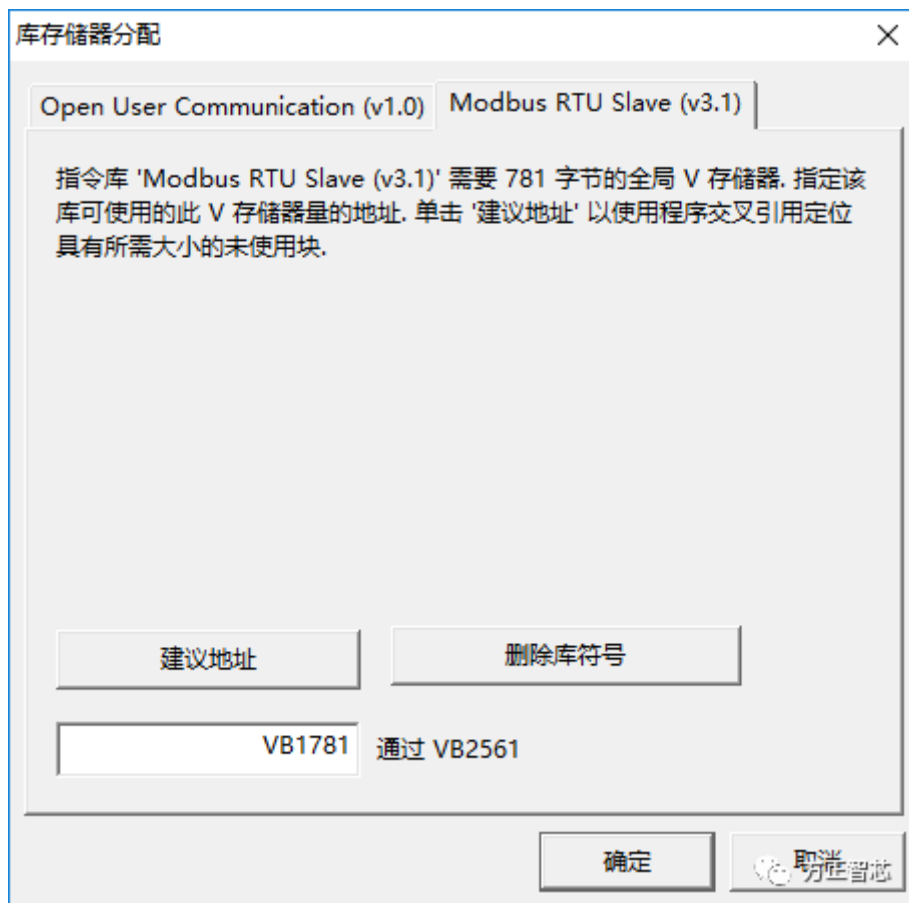 库存储器分配
Open User Communication (v1.0)
Modbus RTU Slave (v3.1)
指令库 'Modbus RTU Slave (v3.1)' 需要 781 字节的全局 V 存储器. 指定该
库可使用的此 V 存储器量的地址. 单击 '建议地址' 以使用程序交叉引用定位
具有所需大小的未使用块.
建议地址
删除库符号
VB1781
通过 VB2561
确定
取消
方正智芯